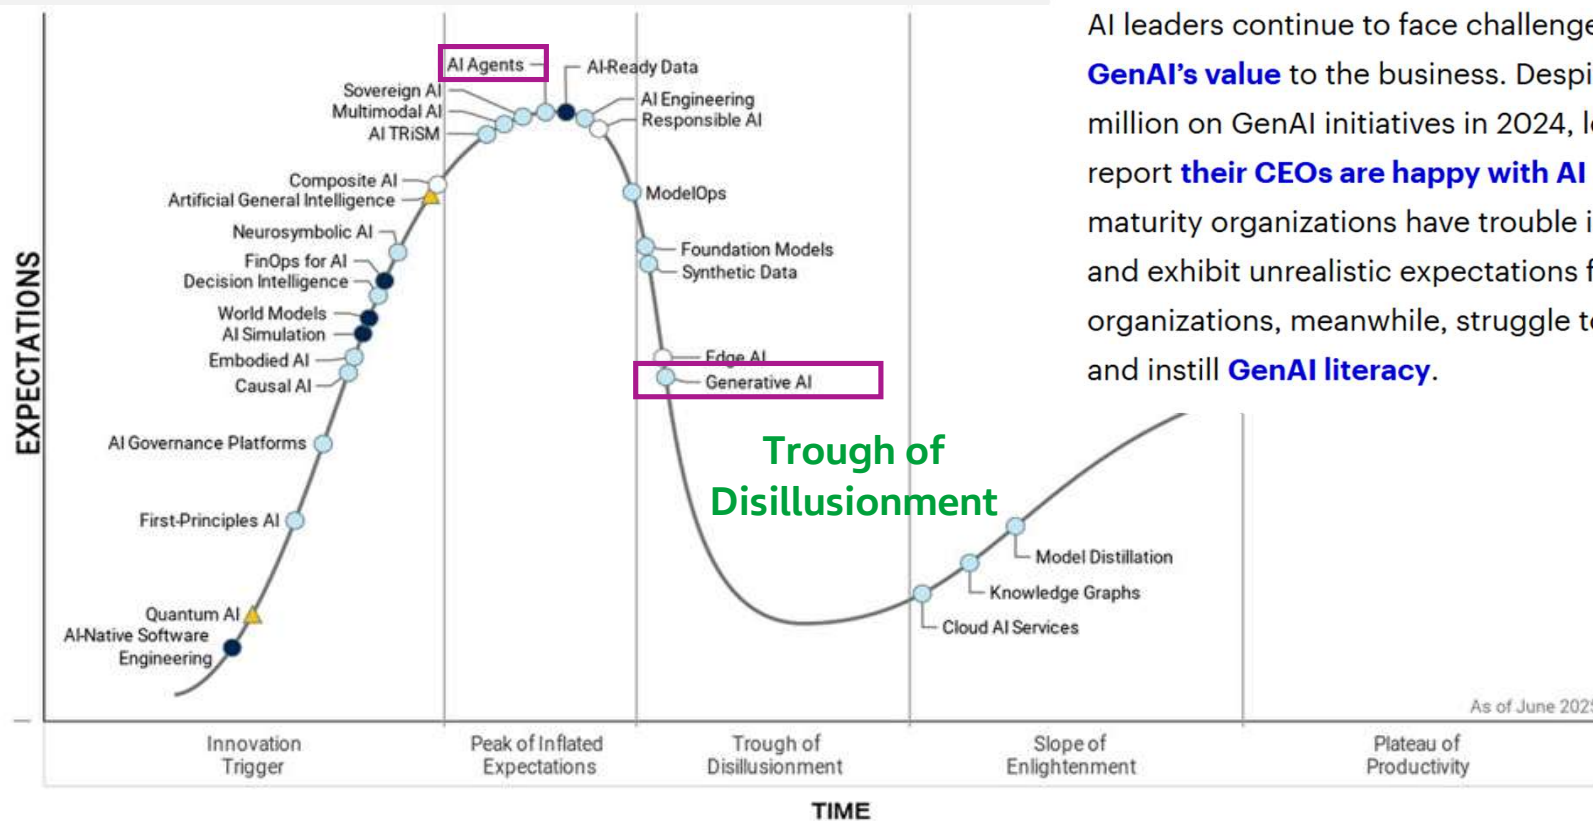 AI leaders continue to face challenge
GenAI's value to the business. Despi
million on GenAI initiatives in 2024, l
report their CEOs are happy with AI
maturity organizations have trouble i
and exhibit unrealistic expectations f
organizations, meanwhile, struggle t
and instill GenAI literacy.
EXPECTATIONS
AI Agents
AI-Ready Data
Sovereign AI
Multimodal AI
AI TRiSM
AI Engineering
Responsible AI
Composite AI
Artificial General Intelligence
ModelOps
Neurosymbolic AI
FinOps for AI
Decision Intelligence
Foundation Models
Synthetic Data
World Models
AI Simulation
Embodied AI
Causal AI
Edge AI
Generative AI
AI Governance Platforms
Trough of
Disillusionment
First-Principles AI
Model Distillation
Knowledge Graphs
Cloud AI Services
Quantum AI
AI-Native Software
Engineering
As of June 2025
Innovation
Trigger
Peak of Inflated
Expectations
Trough of
Disillusionment
Slope of
Enlightenment
Plateau of
Productivity
TIME